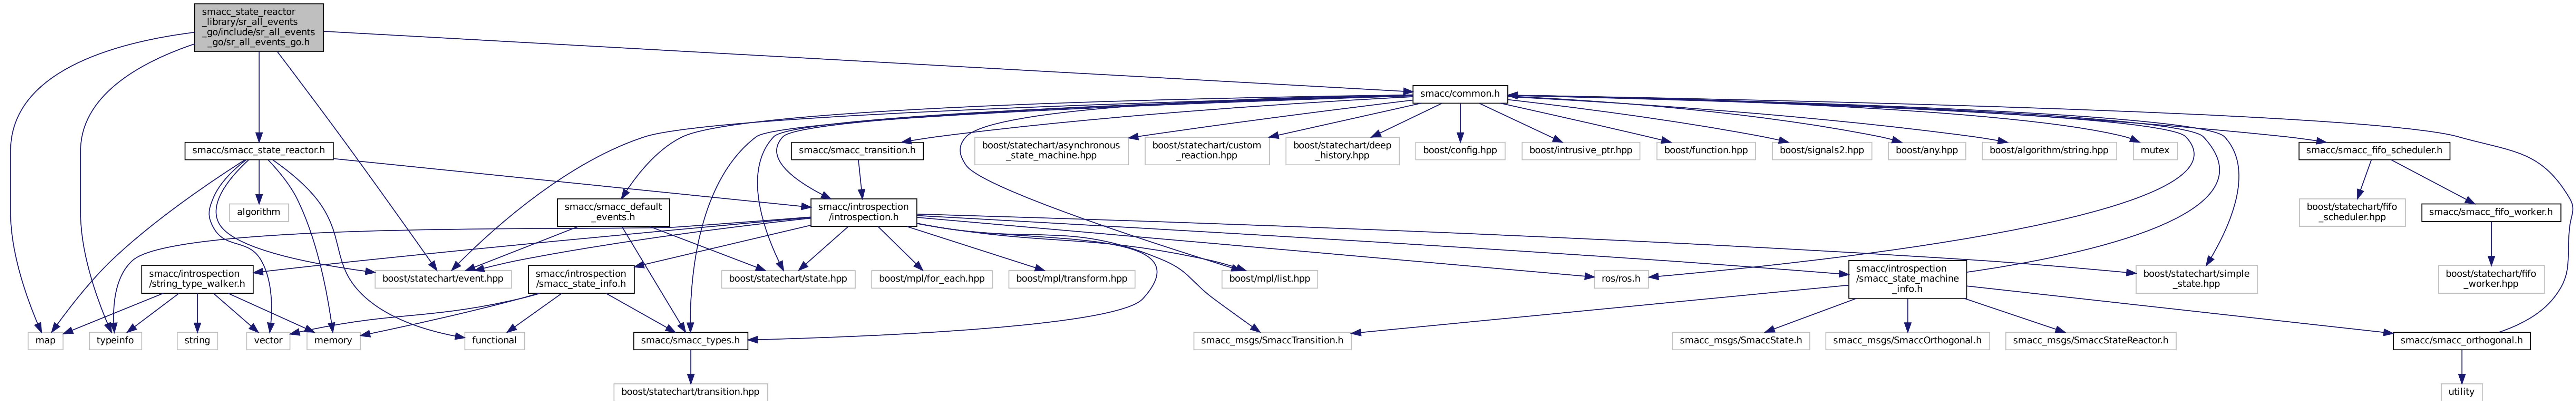 smacc_state_reactor
_library/sr_all_events
_go/include/sr_all_events
_go/sr_all_events_go.h
smacc/common.h
smacc/smacc_state_reactor.h
smacc/smacc_transition.h
boost/statechart/asynchronous
_state_machine.hpp
boost/statechart/custom
_reaction.hpp
boost/statechart/deep
_history.hpp
boost/config.hpp
boost/intrusive_ptr.hpp
boost/function.hpp
boost/signals2.hpp
boost/any.hpp
boost/algorithm/string.hpp
mutex
smacc/smacc_fifo_scheduler.h
algorithm
smacc/smacc_default
_events.h
smacc/introspection
/introspection.h
boost/statechart/fifo
_scheduler.hpp
smacc/smacc_fifo_worker.h
smacc/introspection
/string_type_walker.h
boost/statechart/event.hpp
smacc/introspection
/smacc_state_info.h
boost/statechart/state.hpp
boost/mpl/for_each.hpp
boost/mpl/transform.hpp
boost/mpl/list.hpp
ros/ros.h
smacc/introspection
/smacc_state_machine
_info.h
boost/statechart/simple
_state.hpp
boost/statechart/fifo
_worker.hpp
map
typeinfo
string
vector
memory
functional
smacc/smacc_types.h
smacc_msgs/SmaccTransition.h
smacc_msgs/SmaccState.h
smacc_msgs/SmaccOrthogonal.h
smacc_msgs/SmaccStateReactor.h
smacc/smacc_orthogonal.h
boost/statechart/transition.hpp
utility